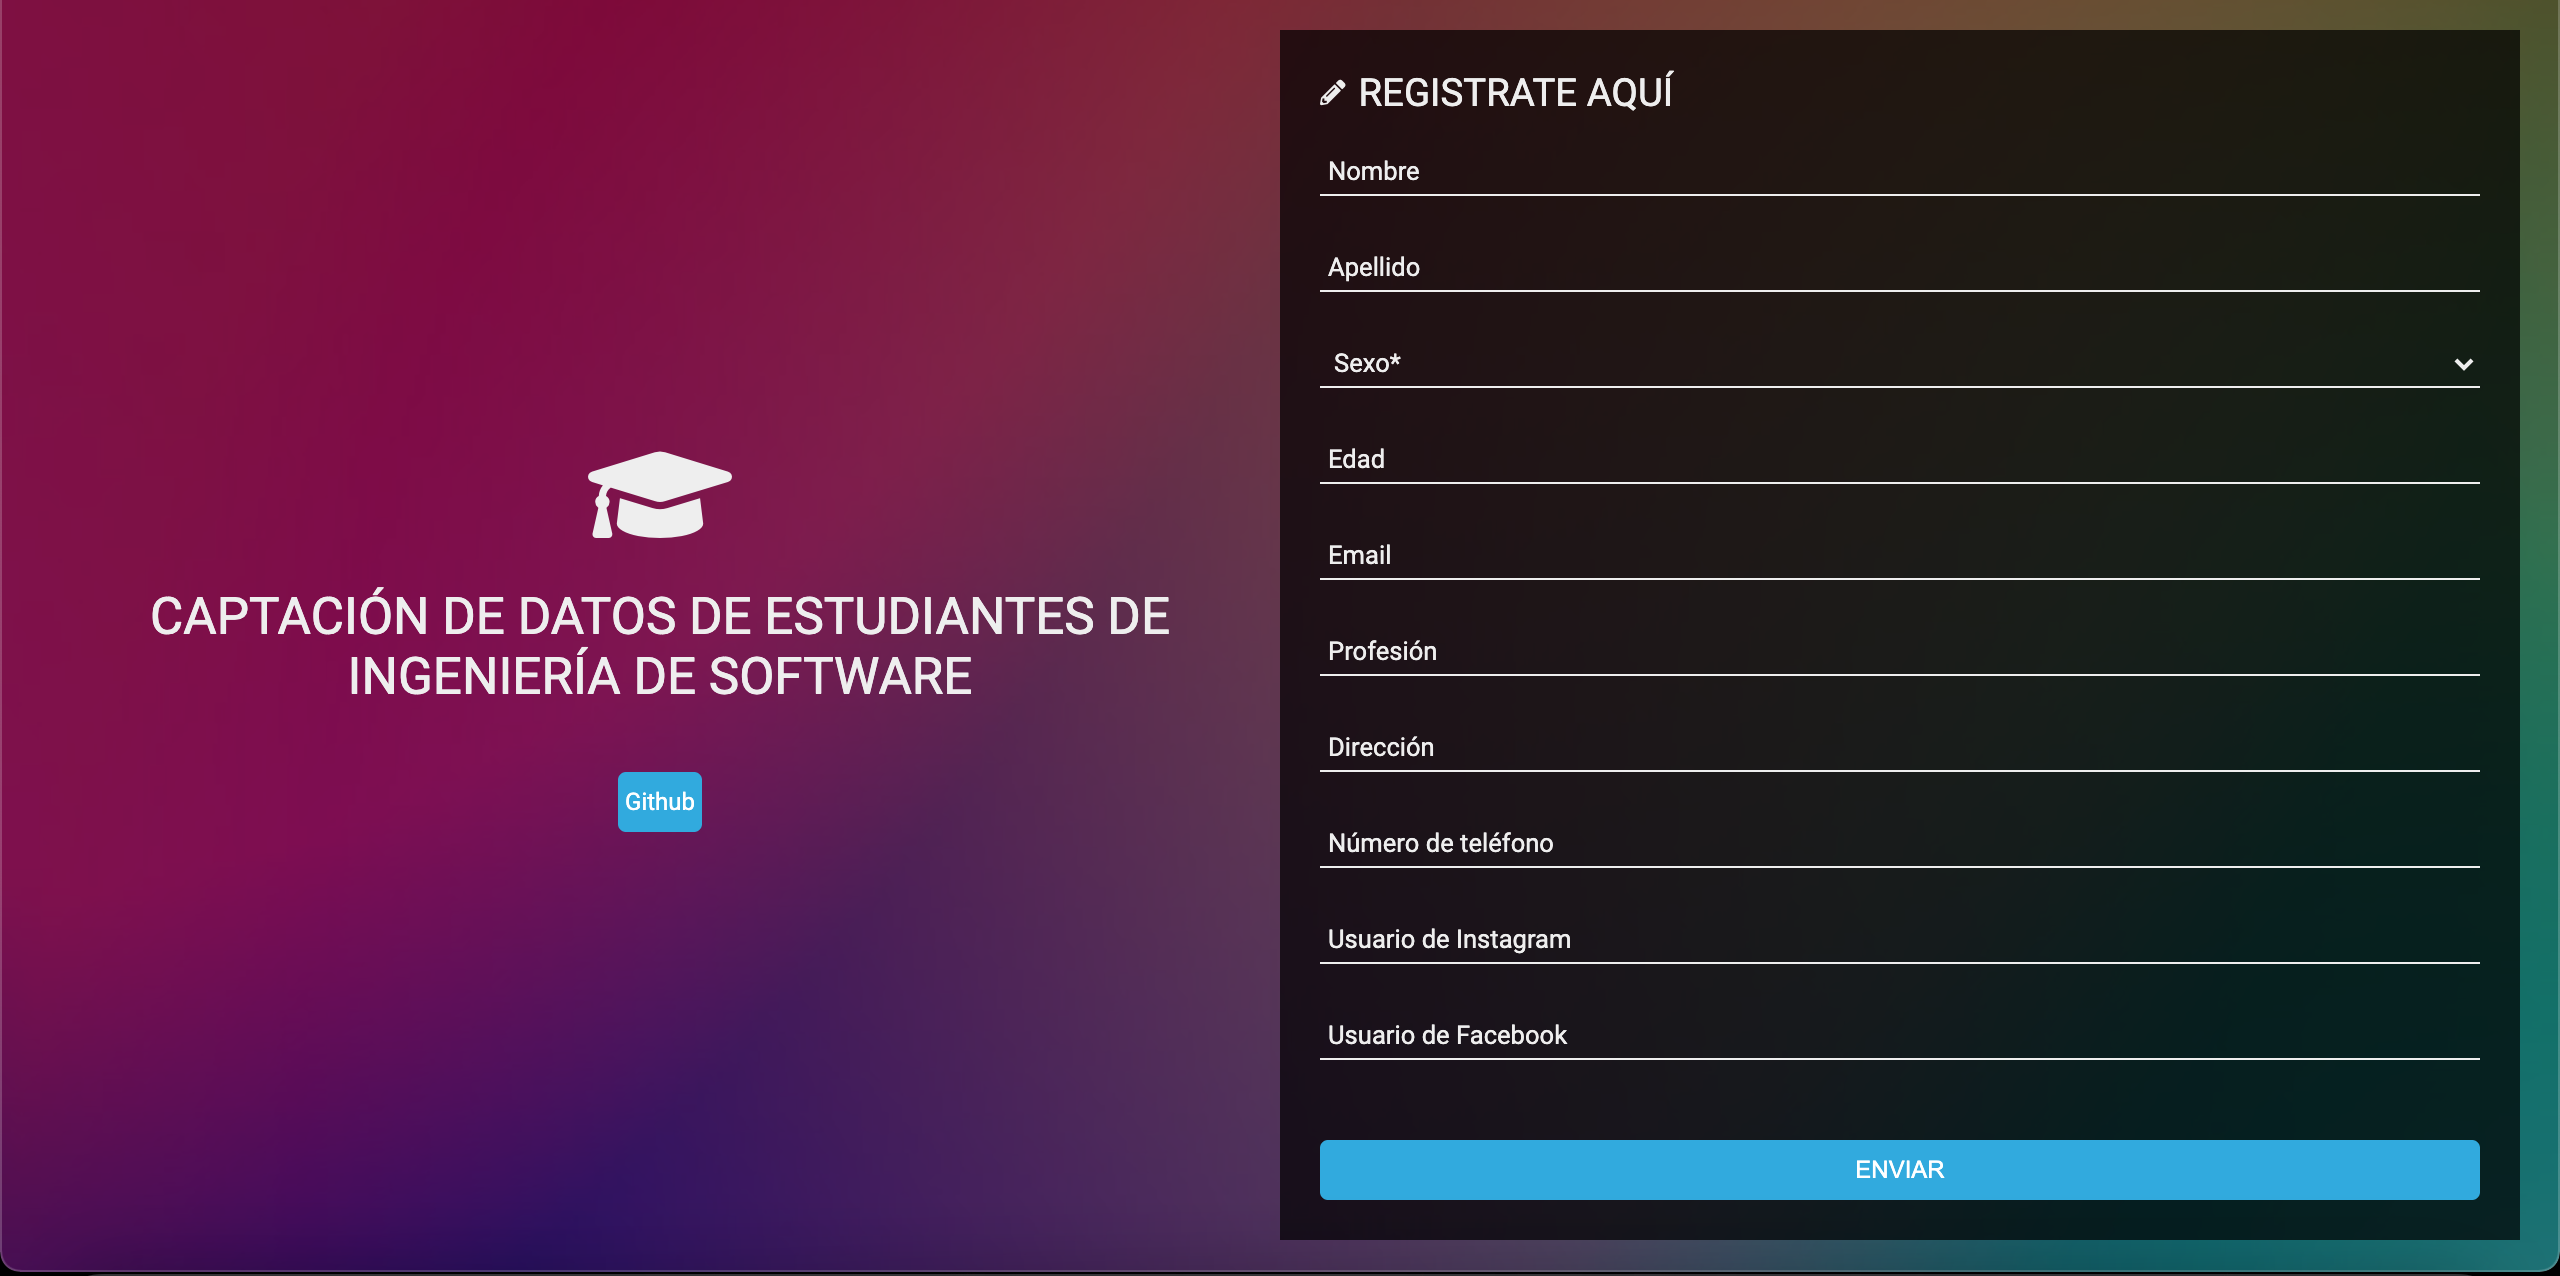 CAPTACIÓN DE DATOS DE ESTUDIANTES DE
INGENIERÍA DE SOFTWARE
Github
REGISTRATE AQUÍ
Nombre
Apellido
Sexo*
Edad
Email
Profesión
Dirección
Número de teléfono
Usuario de Instagram
Usuario de Facebook
ENVIAR